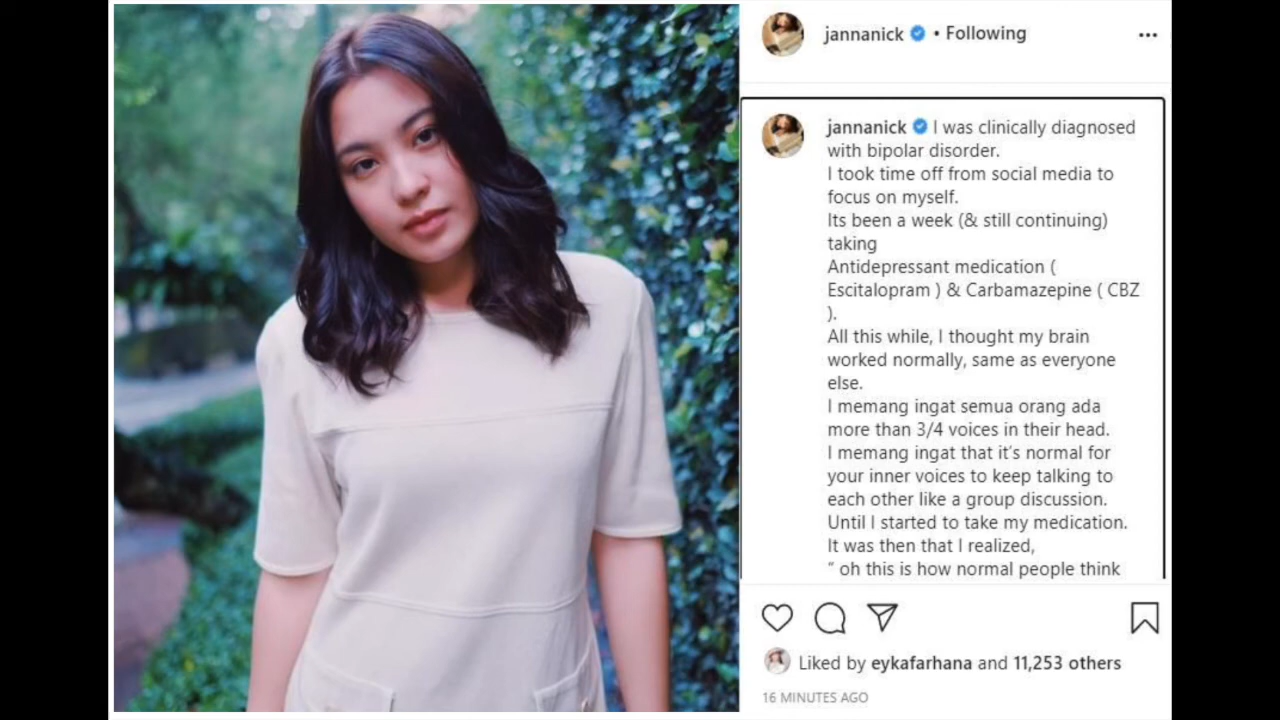 jannanick • Following
jannanick I was clinically diagnosed
with bipolar disorder.
I took time off from social media to
focus on myself.
Its been a week (& still continuing)
taking
Antidepressant medication (
Escitalopram ) & Carbamazepine ( CBZ
).
All this while, I thought my brain
worked normally, same as everyone
else.
I memang ingat semua orang ada
more than 3/4 voices in their head.
I memang ingat that it's normal for
your inner voices to keep talking to
each other like a group discussion.
Until I started to take my medication.
It was then that I realized,
“ oh this is how normal people think
Liked by eykafarhana and 11,253 others
16 MINUTES AGO